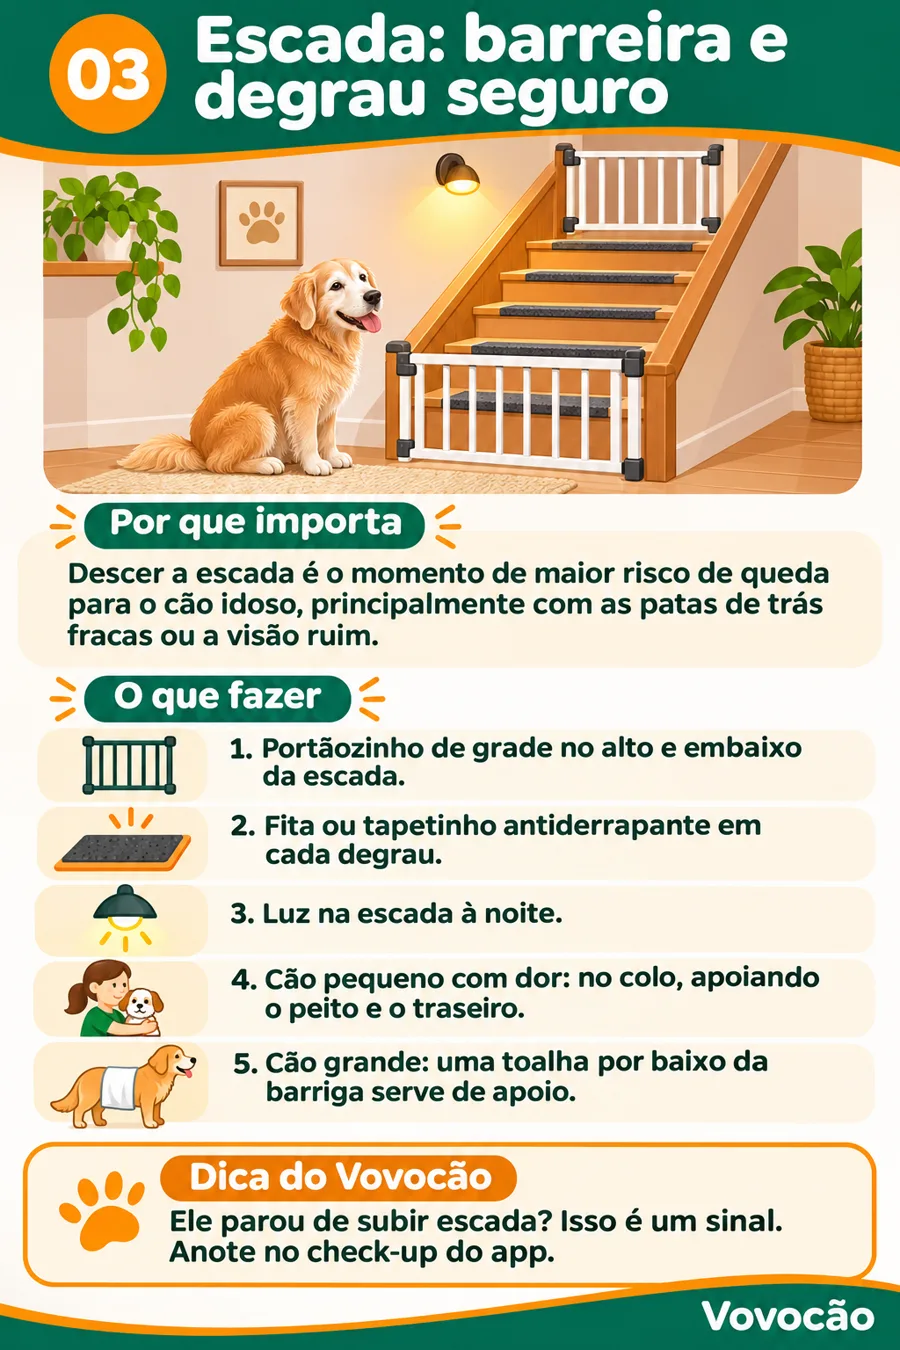 03
Escada: barreira e
degrau seguro
Por que importa
Descer a escada é o momento de maior risco de queda
para o cão idoso, principalmente com as patas de trás
fracas ou a visão ruim.
O que fazer
1. Portãozinho de grade no alto e embaixo
da escada.
2. Fita ou tapetinho antiderrapante em
cada degrau.
3. Luz na escada à noite.
4. Cão pequeno com dor: no colo, apoiando
o peito e o traseiro.
5. Cão grande: uma toalha por baixo da
barriga serve de apoio.
Dica do Vovocão
Ele parou de subir escada? Isso é um sinal.
Anote no check-up do app.
Vovocão